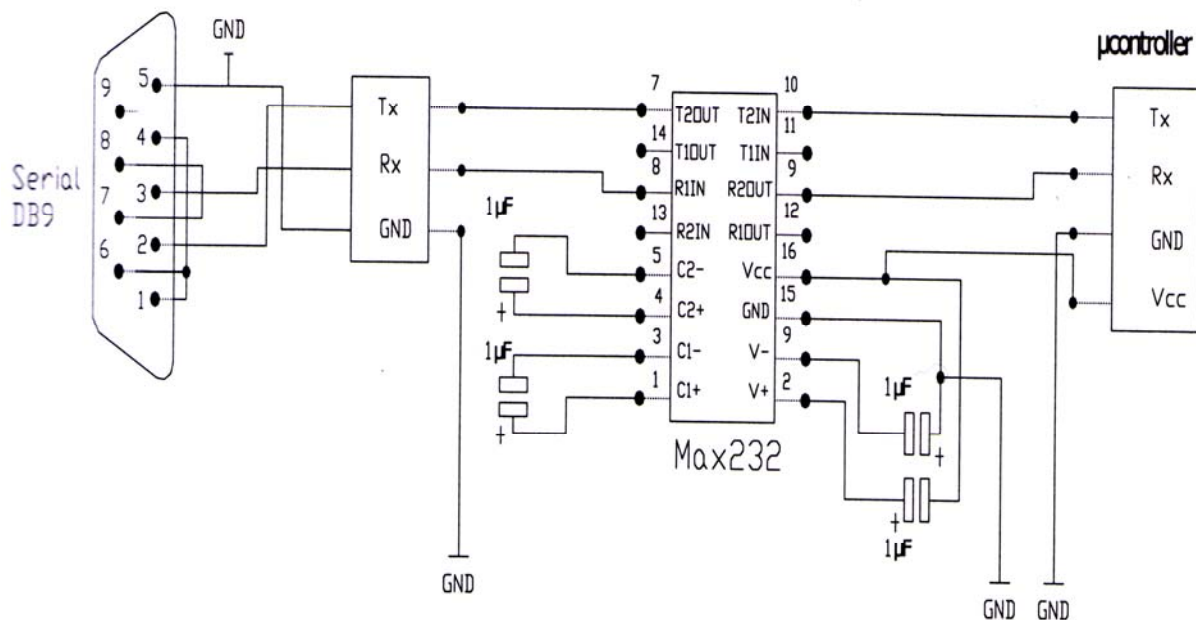 GND
µcontroller
Serial
DB9
9
5
8
4
7
3
6
2
1
Tx
Rx
GND
GND
1µF
+
1µF
+
7
14
8
13
5
4
3
1
T2OUT T2IN
T1OUT T1IN
R1IN R2OUT
R2IN R1OUT
C2- Vcc
C2+ GND
C1- V-
C1+ V+
10
11
9
12
16
15
9
2
Max232
1µF
+
+
1µF
GND
GND
Tx
Rx
GND
Vcc